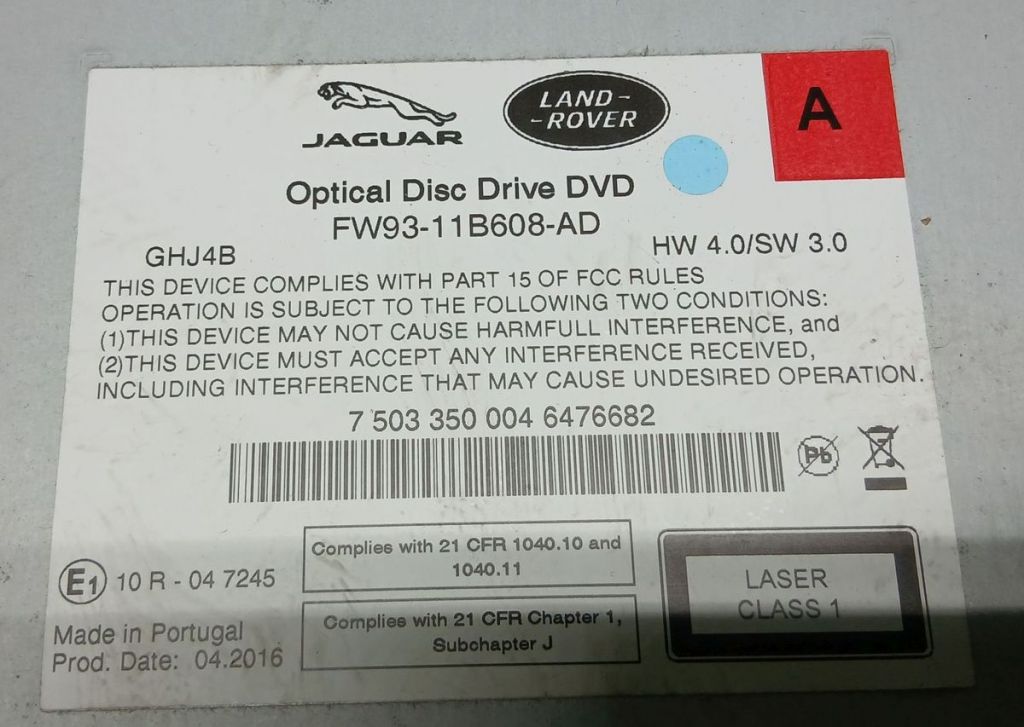 JAGUAR
LAND-
-ROVER
A
Optical Disc Drive DVD
FW93-11B608-AD
GHJ4B
HW 4.0/SW 3.0
THIS DEVICE COMPLIES WITH PART 15 OF FCC RULES
OPERATION IS SUBJECT TO THE FOLLOWING TWO CONDITIONS:
(1)THIS DEVICE MAY NOT CAUSE HARMFULL INTERFERENCE, and
(2)THIS DEVICE MUST ACCEPT ANY INTERFERENCE RECEIVED,
INCLUDING INTERFERENCE THAT MAY CAUSE UNDESIRED OPERATION.
7 503 350 004 6476682
Pb
E1 10 R - 04 7245
Made in Portugal
Prod. Date: 04.2016
Complies with 21 CFR 1040.10 and
1040.11
Complies with 21 CFR Chapter 1,
Subchapter J
LASER
CLASS 1